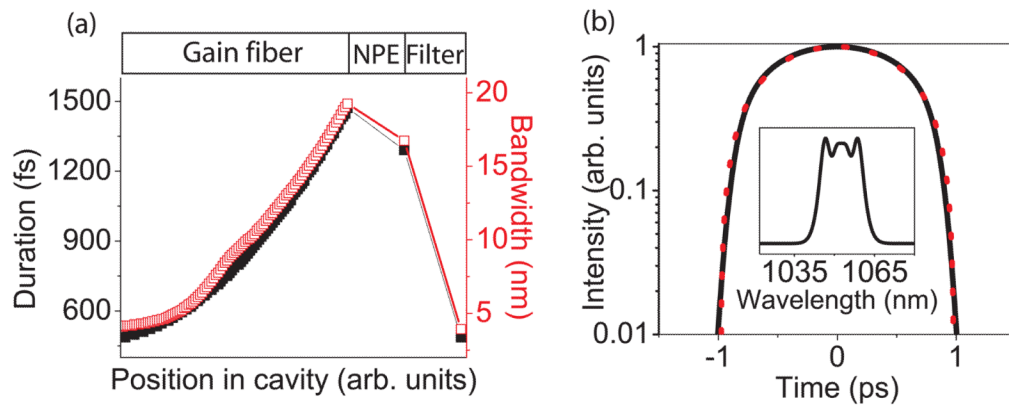 (a)
Gain fiber NPE Filter
1500
1200
900
600
Duration (fs)
20
15
10
5
Bandwidth (nm)
Position in cavity (arb. units)
(b)
1
0.1
0.01
Intensity (arb. units)
1035 1065
Wavelength (nm)
-1 0 1
Time (ps)